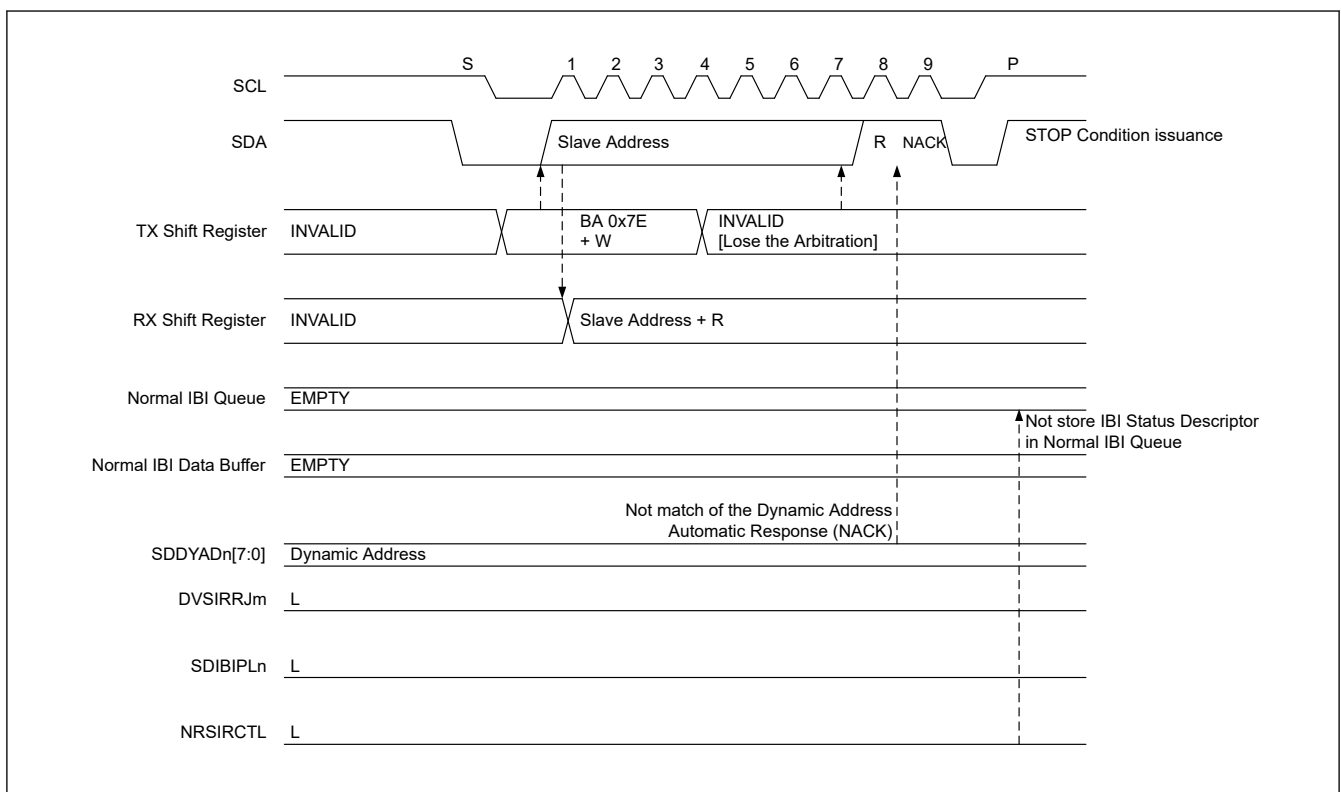 S 1 2 3 4 5 6 7 8 9 P
SCL
SDA Slave Address R NACK STOP Condition issuance
TX Shift Register INVALID BA 0x7E
+ W INVALID
[Lose the Arbitration]
RX Shift Register INVALID Slave Address + R
Normal IBI Queue EMPTY
Not store IBI Status Descriptor
in Normal IBI Queue
Normal IBI Data Buffer EMPTY
Not match of the Dynamic Address
Automatic Response (NACK)
SDDYADn[7:0] Dynamic Address
DVSIRRJm L
SDIBIPLn L
NRSIRCTL L